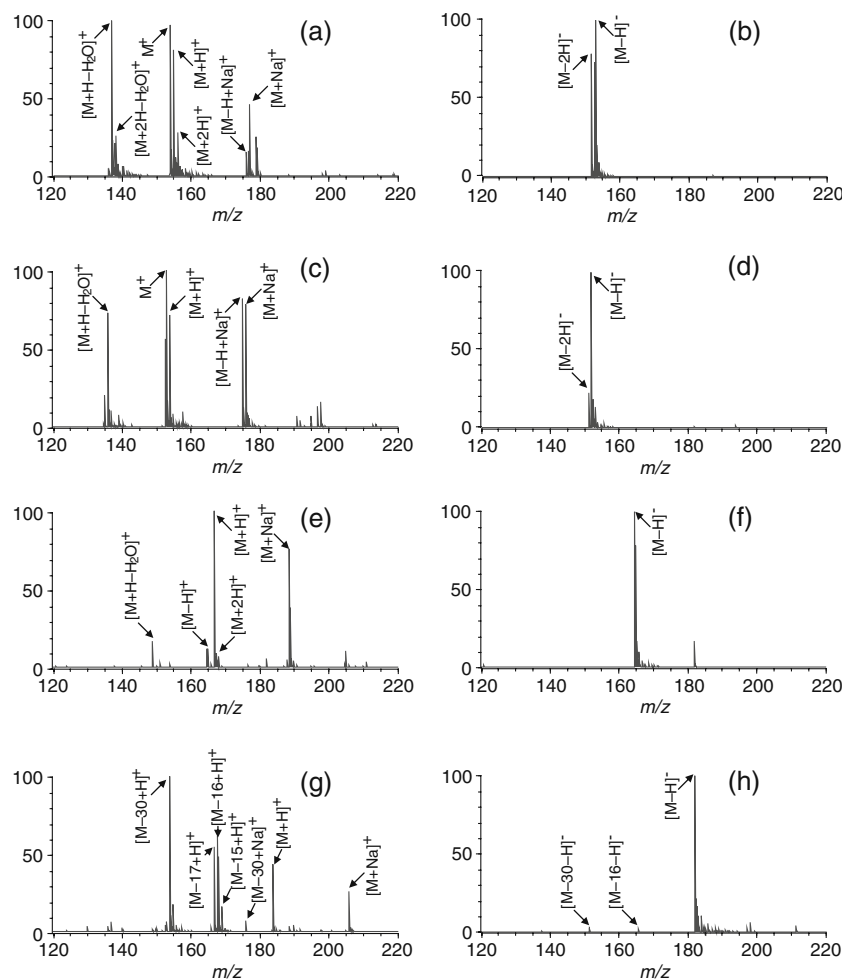 (a)
[M+H–H₂O]⁺
[M+2H–H₂O]⁺
M⁺
[M+H]⁺
[M+2H]⁺
[M–H+Na]⁺
[M+Na]⁺
100
50
0
120 140 160 180 200 220
m/z
(b)
[M–2H]⁻
[M–H]⁻
100
50
0
120 140 160 180 200 220
m/z
(c)
[M+H–H₂O]⁺
M⁺
[M+H]⁺
[M–H+Na]⁺
[M+Na]⁺
100
50
0
120 140 160 180 200 220
m/z
(d)
[M–2H]⁻
[M–H]⁻
100
50
0
120 140 160 180 200 220
m/z
(e)
[M+H–H₂O]⁺
[M–H]⁺
[M+H]⁺
[M+2H]⁺
[M+Na]⁺
100
50
0
120 140 160 180 200 220
m/z
(f)
[M–H]⁻
100
50
0
120 140 160 180 200 220
m/z
(g)
[M–30+H]⁺
[M–17+H]⁺
[M–16+H]⁺
[M–15+H]⁺
[M–30+Na]⁺
[M+H]⁺
[M+Na]⁺
100
50
0
120 140 160 180 200 220
m/z
(h)
[M–30–H]⁻
[M–16–H]⁻
[M–H]⁻
100
50
0
120 140 160 180 200 220
m/z